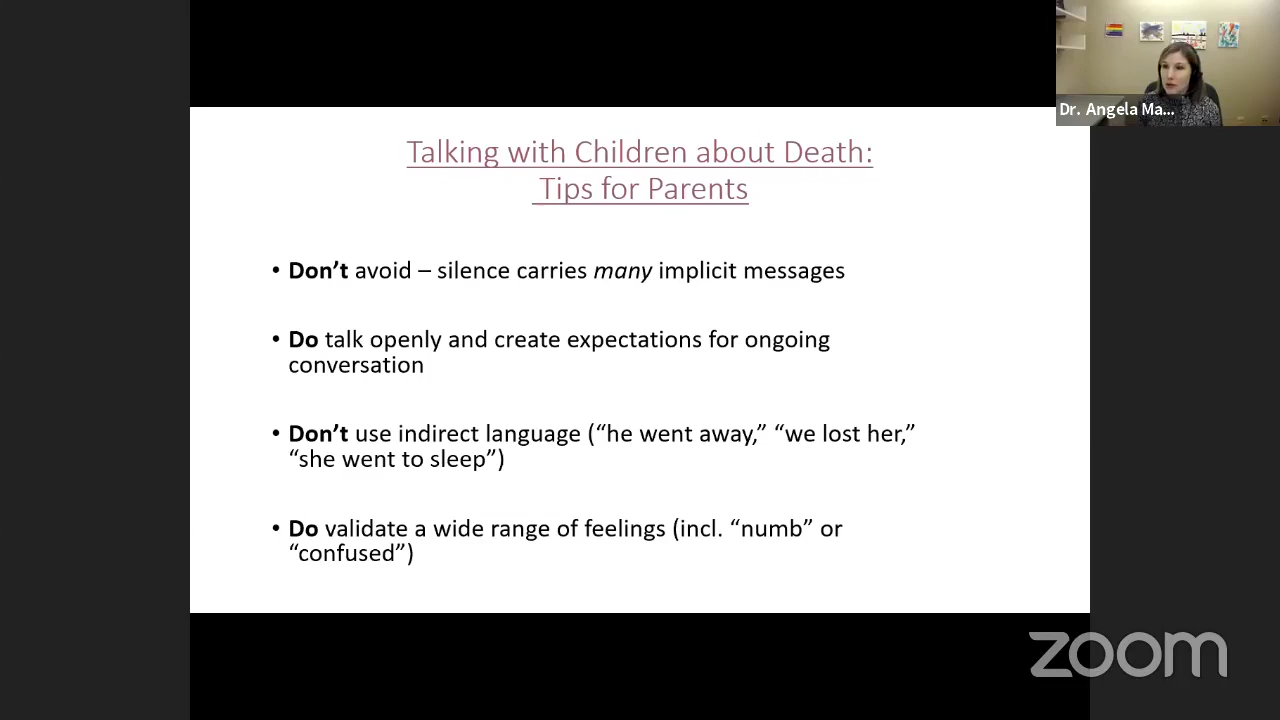 Dr. Angela Ma...
Talking with Children about Death:
Tips for Parents
• Don’t avoid – silence carries many implicit messages
• Do talk openly and create expectations for ongoing
conversation
• Don’t use indirect language (“he went away,” “we lost her,”
“she went to sleep”)
• Do validate a wide range of feelings (incl. “numb” or
“confused”)
zoom